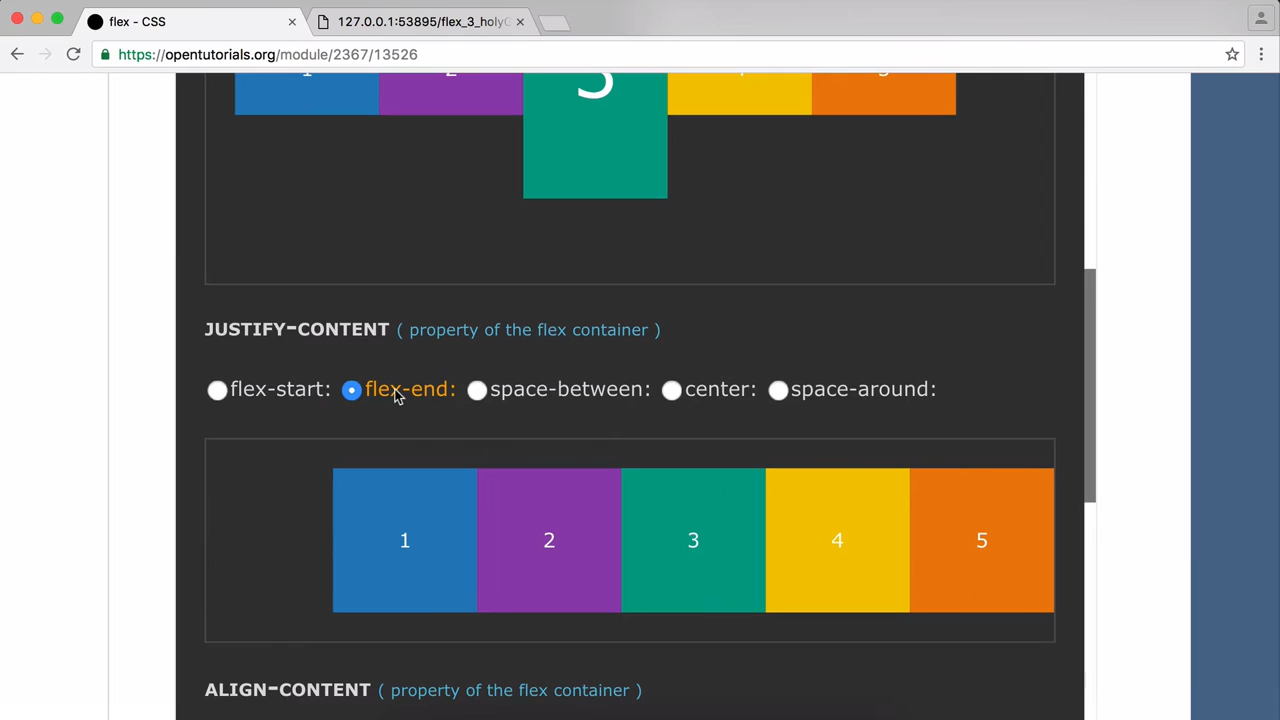 flex - CSS
127.0.0.1:53895/flex_3_holyG
https://opentutorials.org/module/2367/13526
3
JUSTIFY-CONTENT ( property of the flex container )
flex-start: flex-end: space-between: center: space-around:
1 2 3 4 5
ALIGN-CONTENT ( property of the flex container )